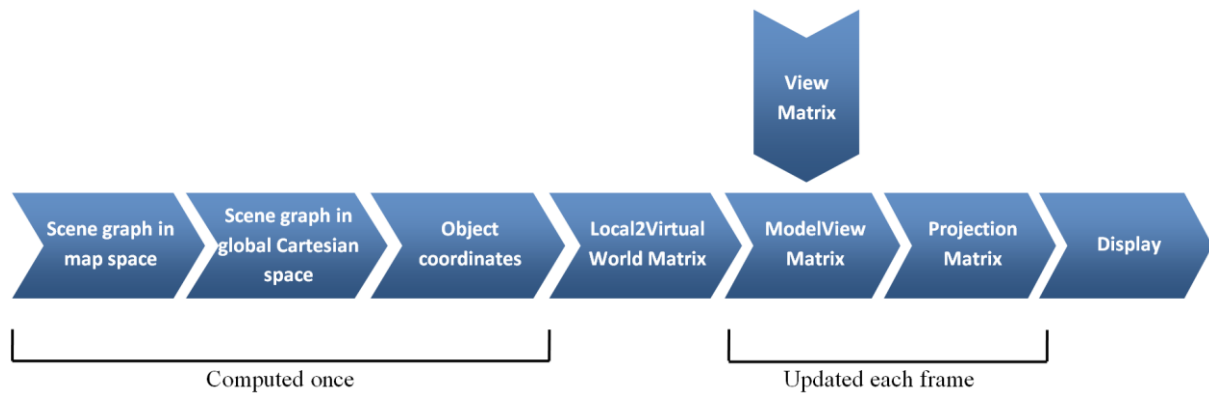 View
Matrix
Scene graph in
map space
Scene graph in
global Cartesian
space
Object
coordinates
Local2Virtual
World Matrix
ModelView
Matrix
Projection
Matrix
Display
Computed once
Updated each frame